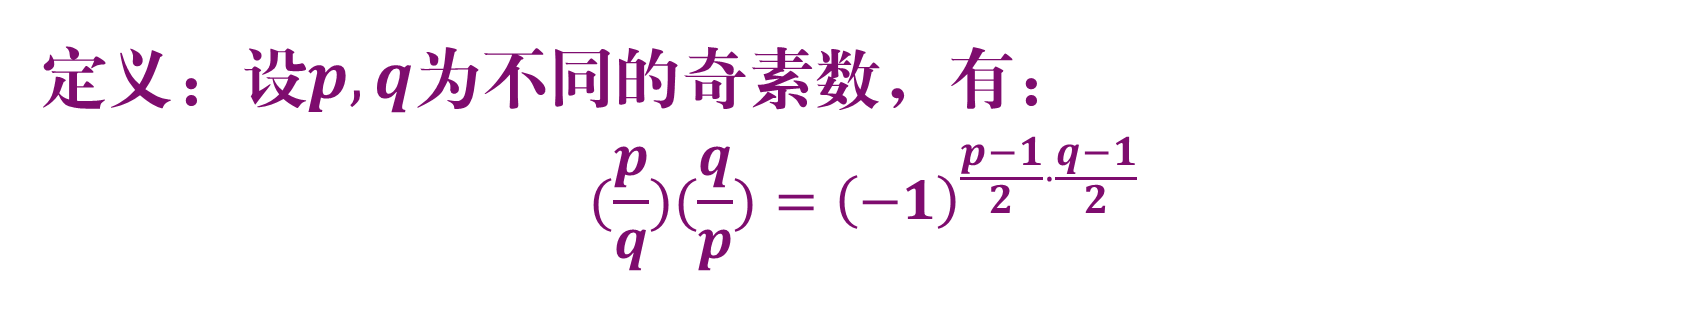 定义：设p,q为不同的奇素数，有：
(p/q)(q/p) = (−1)^((p−1)/2·(q−1)/2)